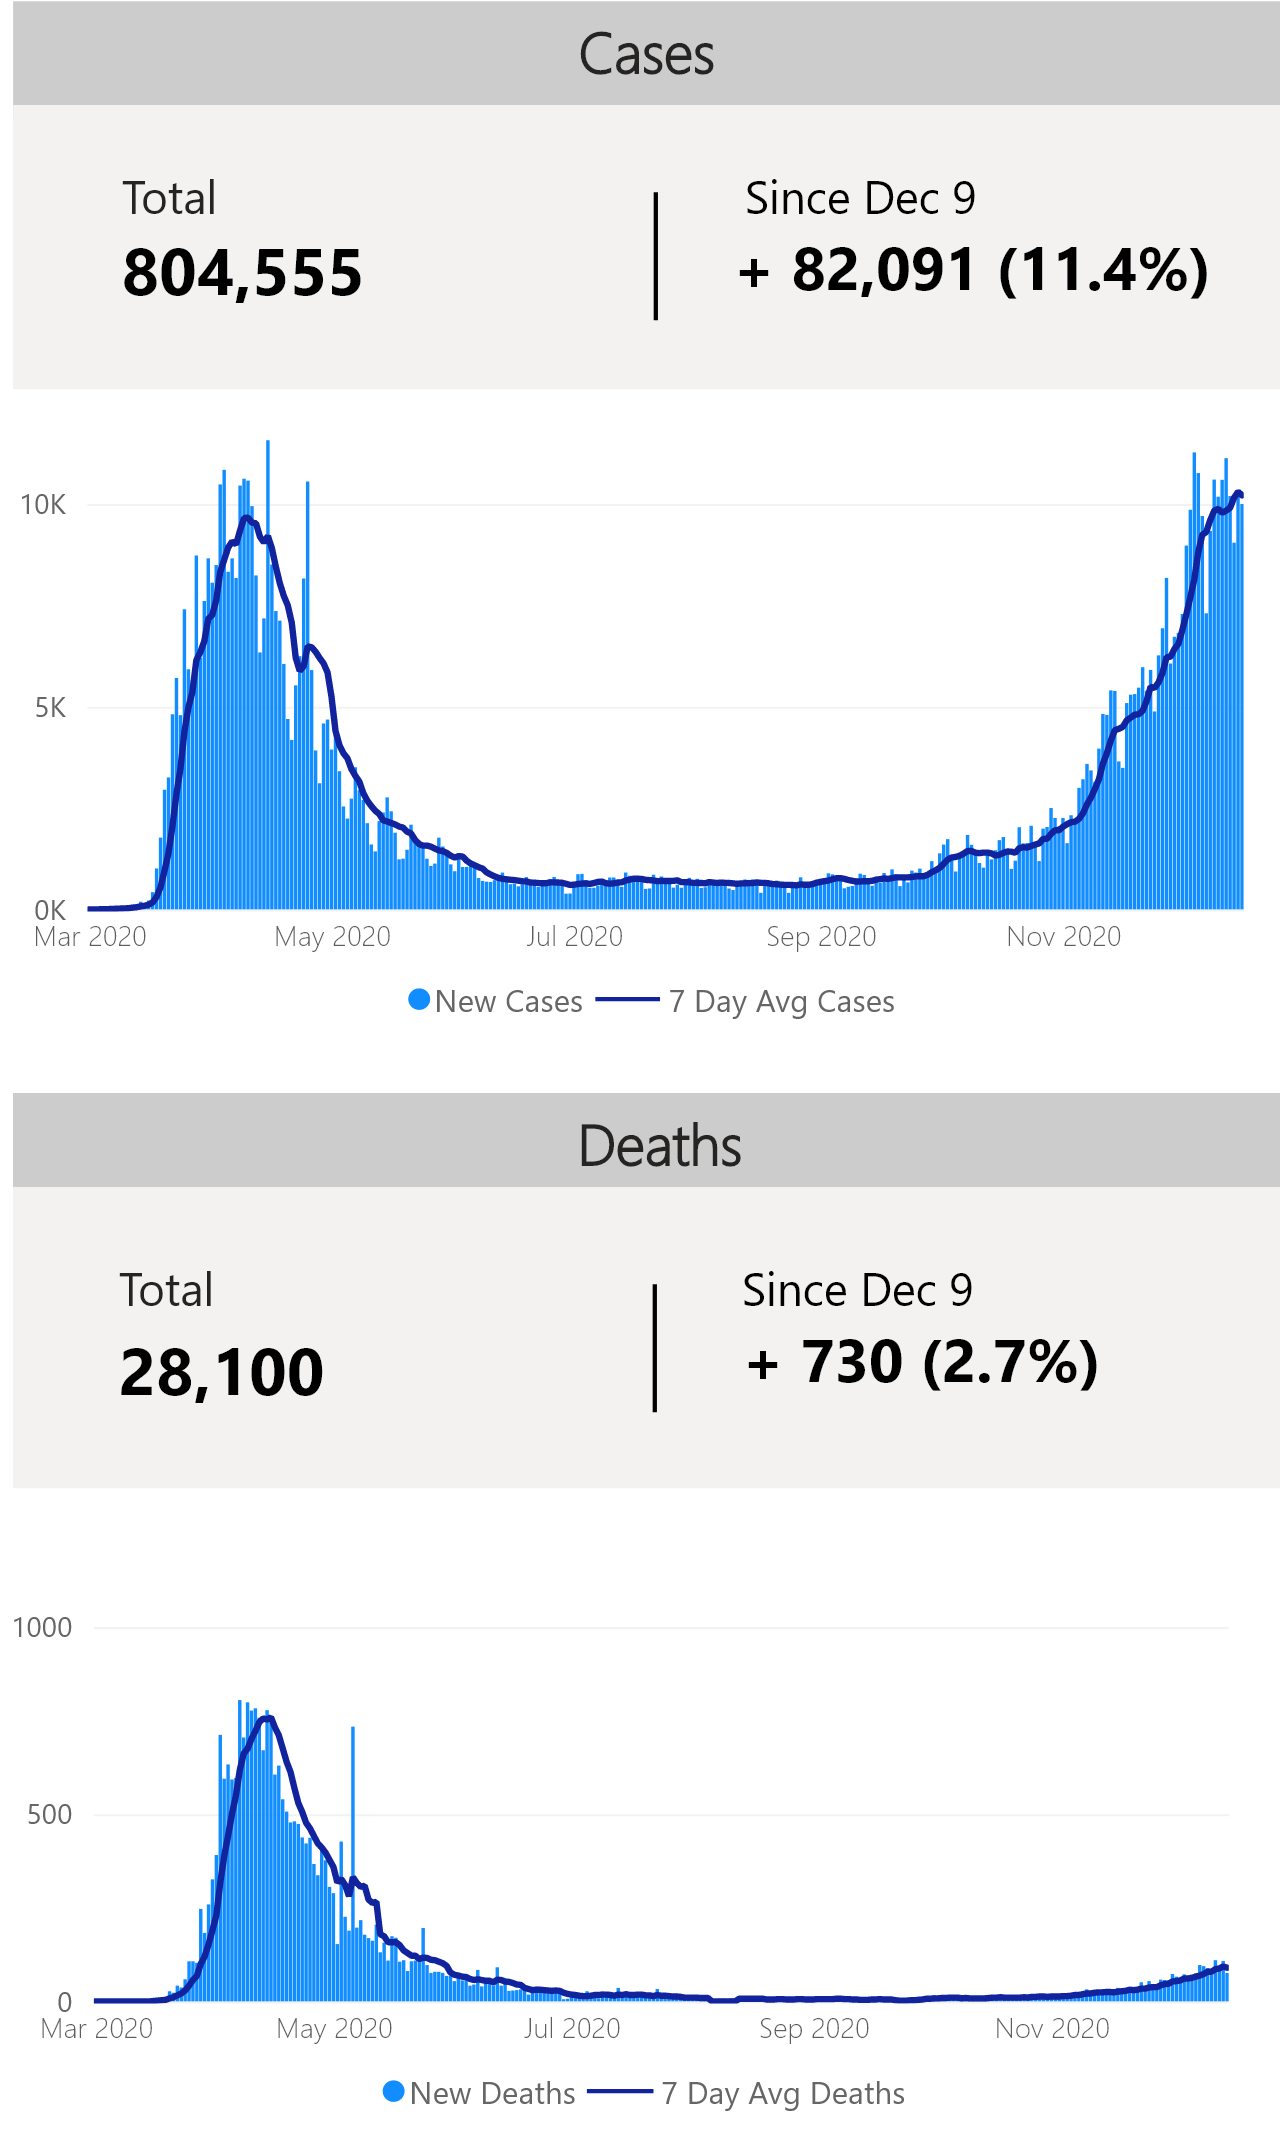 Cases
Total
Since Dec 9
804,555
+ 82,091 (11.4%)
10K
5K
0K
Mar 2020
May 2020
Jul 2020
Sep 2020
Nov 2020
New Cases
7 Day Avg Cases
Deaths
Total
Since Dec 9
28,100
+ 730 (2.7%)
1000
500
0
Mar 2020
May 2020
Jul 2020
Sep 2020
Nov 2020
New Deaths
7 Day Avg Deaths